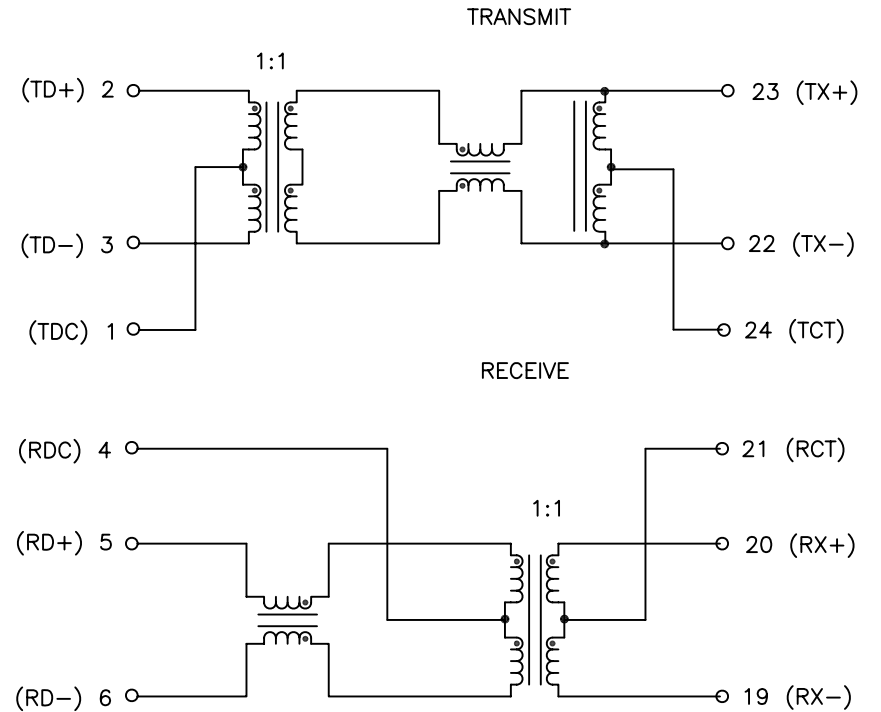 TRANSMIT
1:1
(TD+) 2
23 (TX+)
(TD−) 3
22 (TX−)
(TDC) 1
24 (TCT)
RECEIVE
(RDC) 4
21 (RCT)
1:1
(RD+) 5
20 (RX+)
(RD−) 6
19 (RX−)